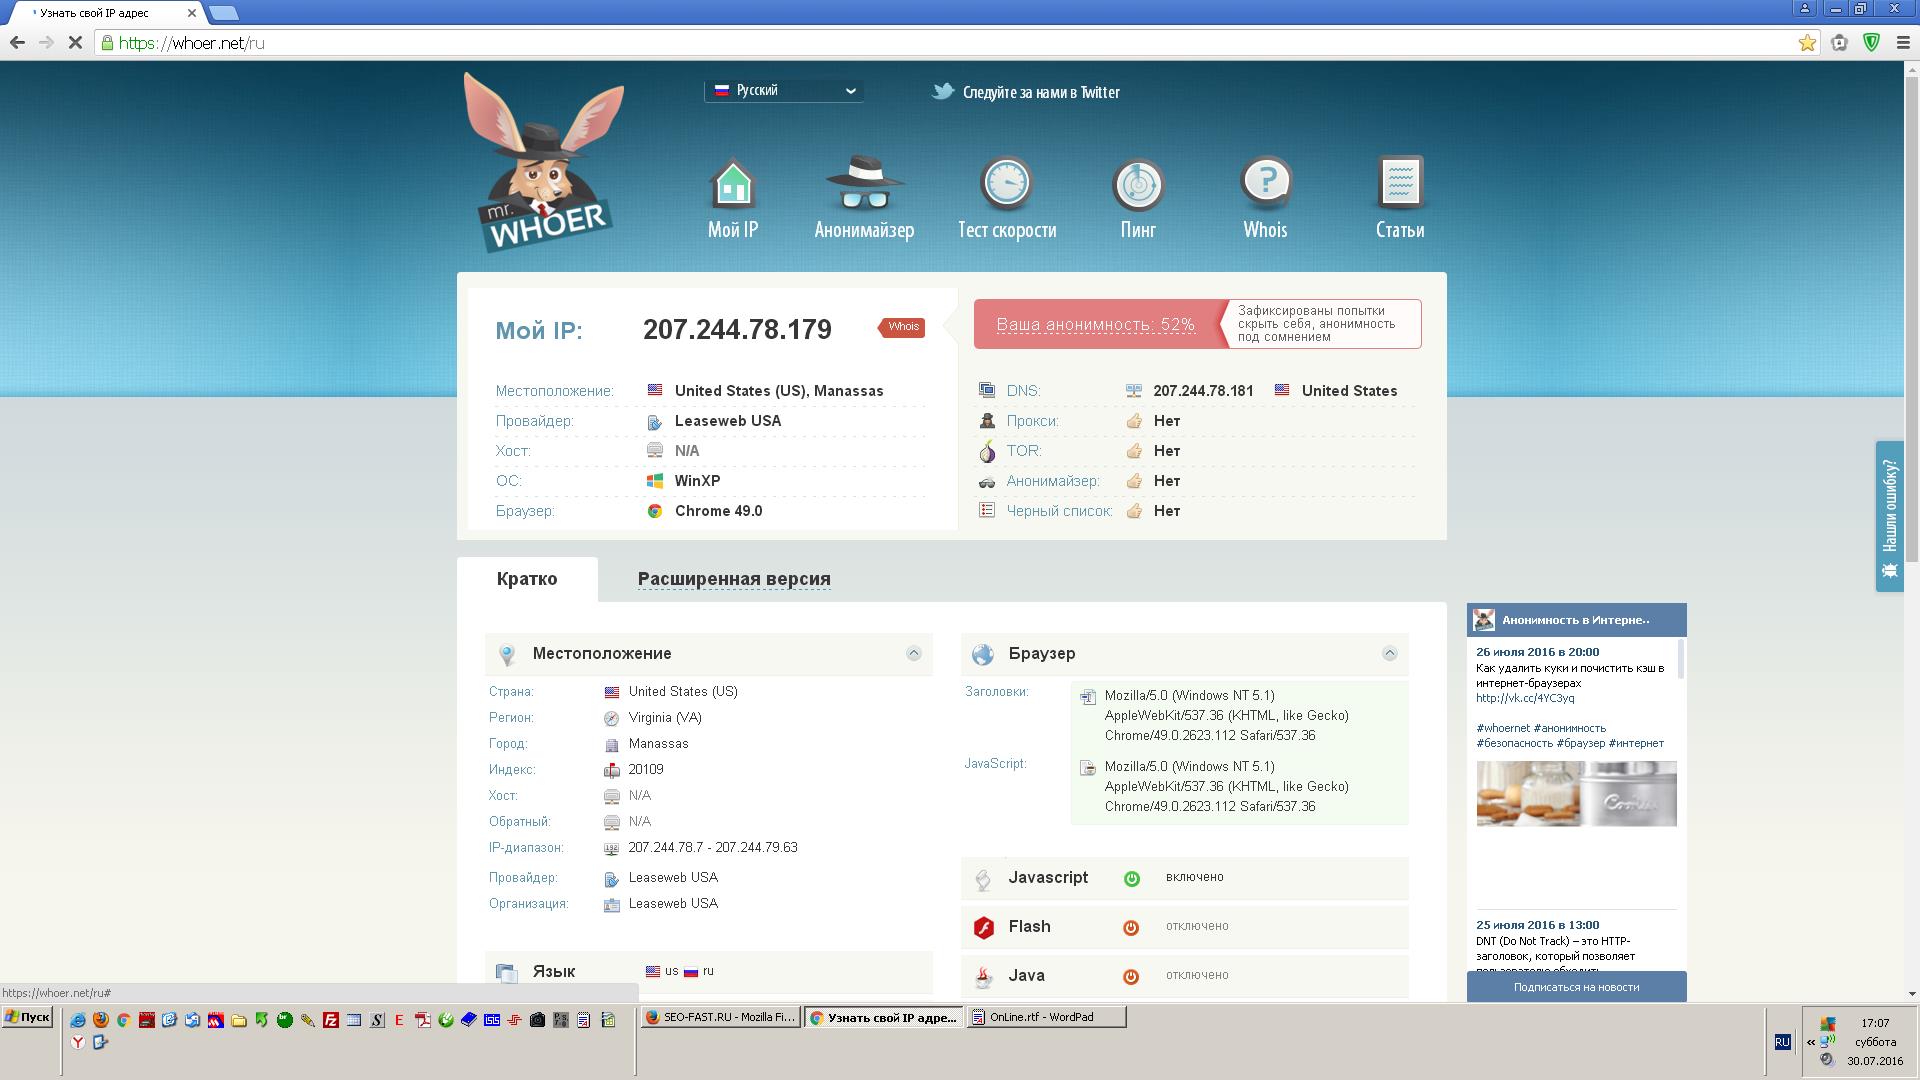 Узнать свой IP адрес
https://whoer.net/ru
Русский
Следуйте за нами в Twitter
mr.
WHOER
Мой IP
Анонимайзер
Тест скорости
Пинг
Whois
Статьи
Мой IP: 207.244.78.179 Whois
Ваша анонимность: 52%
Зафиксированы попытки
скрыть себя, анонимность
под сомнением
Местоположение: United States (US), Manassas
Провайдер: Leaseweb USA
Хост: N/A
ОС: WinXP
Браузер: Chrome 49.0
DNS: 207.244.78.181 United States
Прокси: Нет
TOR: Нет
Анонимайзер: Нет
Черный список: Нет
Нашли ошибку?
Кратко
Расширенная версия
Местоположение
Страна: United States (US)
Регион: Virginia (VA)
Город: Manassas
Индекс: 20109
Хост: N/A
Обратный: N/A
IP-диапазон: 207.244.78.7 - 207.244.79.63
Провайдер: Leaseweb USA
Организация: Leaseweb USA
Язык us ru
Браузер
Заголовки: Mozilla/5.0 (Windows NT 5.1)
AppleWebKit/537.36 (KHTML, like Gecko)
Chrome/49.0.2623.112 Safari/537.36
JavaScript: Mozilla/5.0 (Windows NT 5.1)
AppleWebKit/537.36 (KHTML, like Gecko)
Chrome/49.0.2623.112 Safari/537.36
Javascript включено
Flash отключено
Java отключено
Анонимность в Интерне..
26 июля 2016 в 20:00
Как удалить куки и почистить кэш в
интернет-браузерах
http://vk.cc/4YC3yq
#whoernet #анонимность
#безопасность #браузер #интернет
Cookies
25 июля 2016 в 13:00
DNT (Do Not Track) – это HTTP-
заголовок, который позволяет
пользователю обходить
Подписаться на новости
https://whoer.net/ru#
Пуск
SEO-FAST.RU - Mozilla Fi...
Узнать свой IP адре...
OnLine.rtf - WordPad
RU
17:07
суббота
30.07.2016